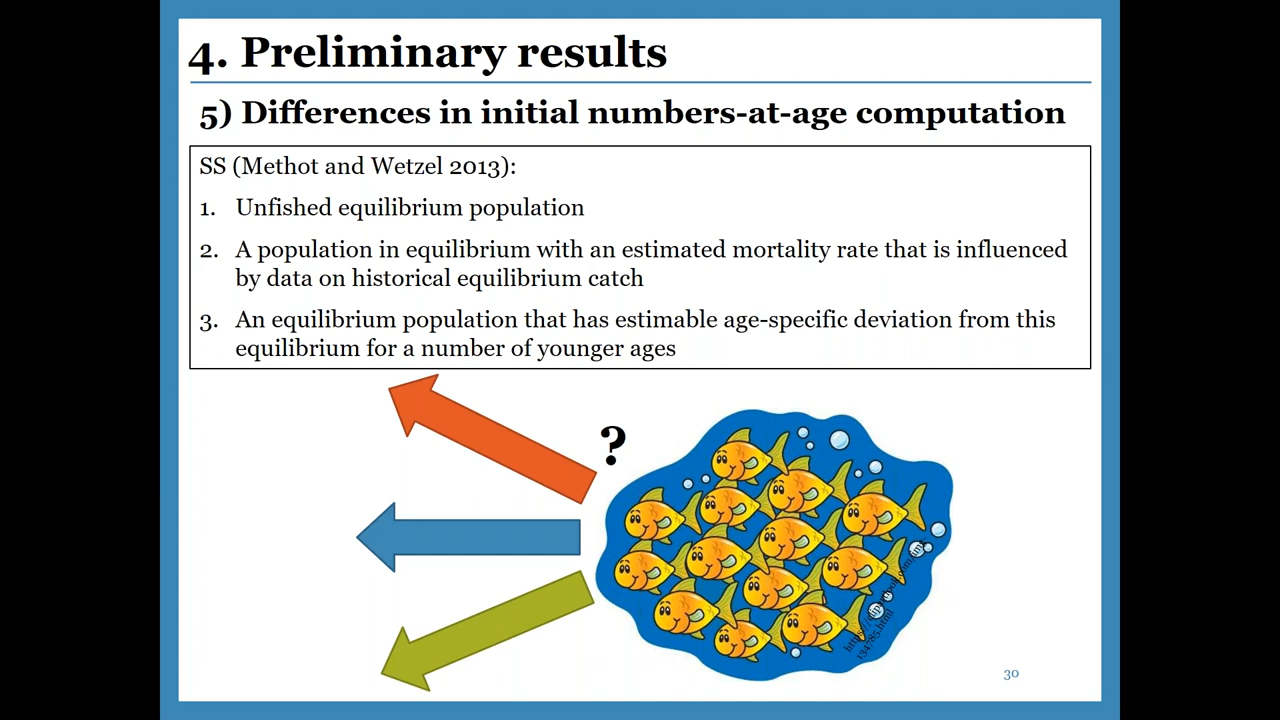 4. Preliminary results
5) Differences in initial numbers-at-age computation
SS (Methot and Wetzel 2013):
1. Unfished equilibrium population
2. A population in equilibrium with an estimated mortality rate that is influenced
by data on historical equilibrium catch
3. An equilibrium population that has estimable age-specific deviation from this
equilibrium for a number of younger ages
?
134785.html
30